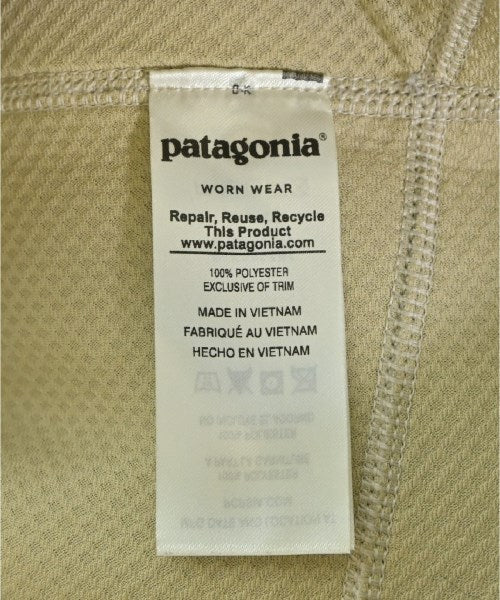 patagonia®
WORN WEAR
Repair, Reuse, Recycle
This Product
www.patagonia.com
100% POLYESTER
EXCLUSIVE OF TRIM
MADE IN VIETNAM
FABRIQUÉ AU VIETNAM
HECHO EN VIETNAM